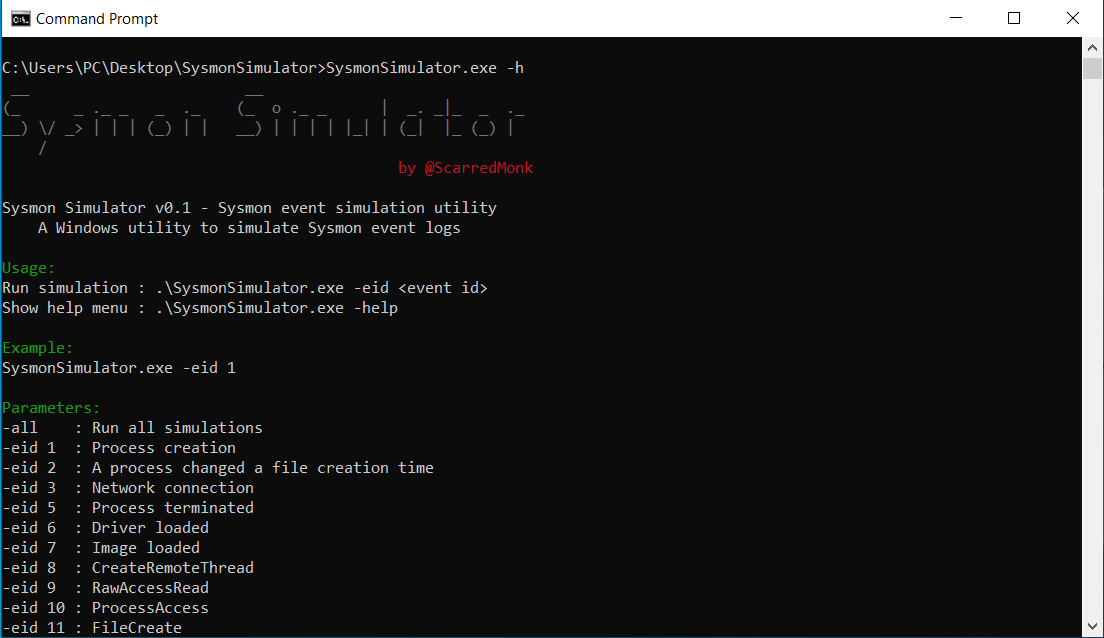 Command Prompt
C:\Users\PC\Desktop\SysmonSimulator>SysmonSimulator.exe -h
Sysmon Simulator
by @ScarredMonk
Sysmon Simulator v0.1 - Sysmon event simulation utility
A Windows utility to simulate Sysmon event logs
Usage:
Run simulation : .\SysmonSimulator.exe -eid <event id>
Show help menu : .\SysmonSimulator.exe -help
Example:
SysmonSimulator.exe -eid 1
Parameters:
-all    : Run all simulations
-eid 1  : Process creation
-eid 2  : A process changed a file creation time
-eid 3  : Network connection
-eid 5  : Process terminated
-eid 6  : Driver loaded
-eid 7  : Image loaded
-eid 8  : CreateRemoteThread
-eid 9  : RawAccessRead
-eid 10 : ProcessAccess
-eid 11 : FileCreate